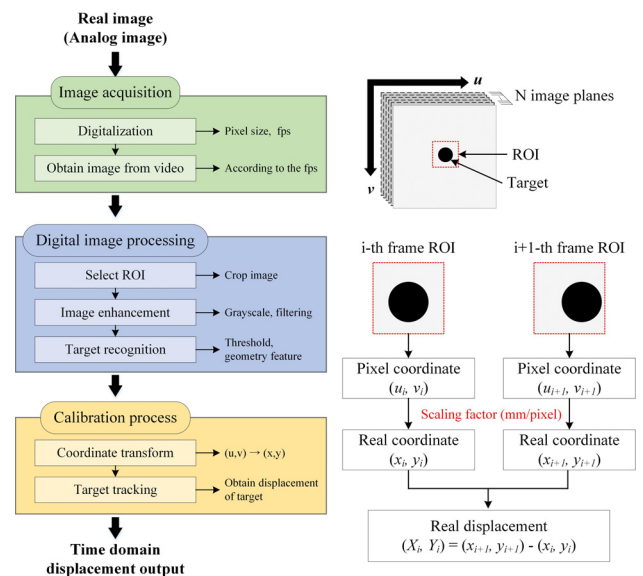 Real image
(Analog image)
Image acquisition
Digitalization
Pixel size, fps
Obtain image from video
According to the fps
Digital image processing
Select ROI
Crop image
Image enhancement
Grayscale, filtering
Target recognition
Threshold,
geometry feature
Calibration process
Coordinate transform
(u,v) → (x,y)
Target tracking
Obtain displacement
of target
Time domain
displacement output
u
N image planes
v
ROI
Target
i-th frame ROI
i+1-th frame ROI
Pixel coordinate
(uᵢ, vᵢ)
Pixel coordinate
(uᵢ₊₁, vᵢ₊₁)
Scaling factor (mm/pixel)
Real coordinate
(xᵢ, yᵢ)
Real coordinate
(xᵢ₊₁, yᵢ₊₁)
Real displacement
(Xᵢ, Yᵢ) = (xᵢ₊₁, yᵢ₊₁) - (xᵢ, yᵢ)